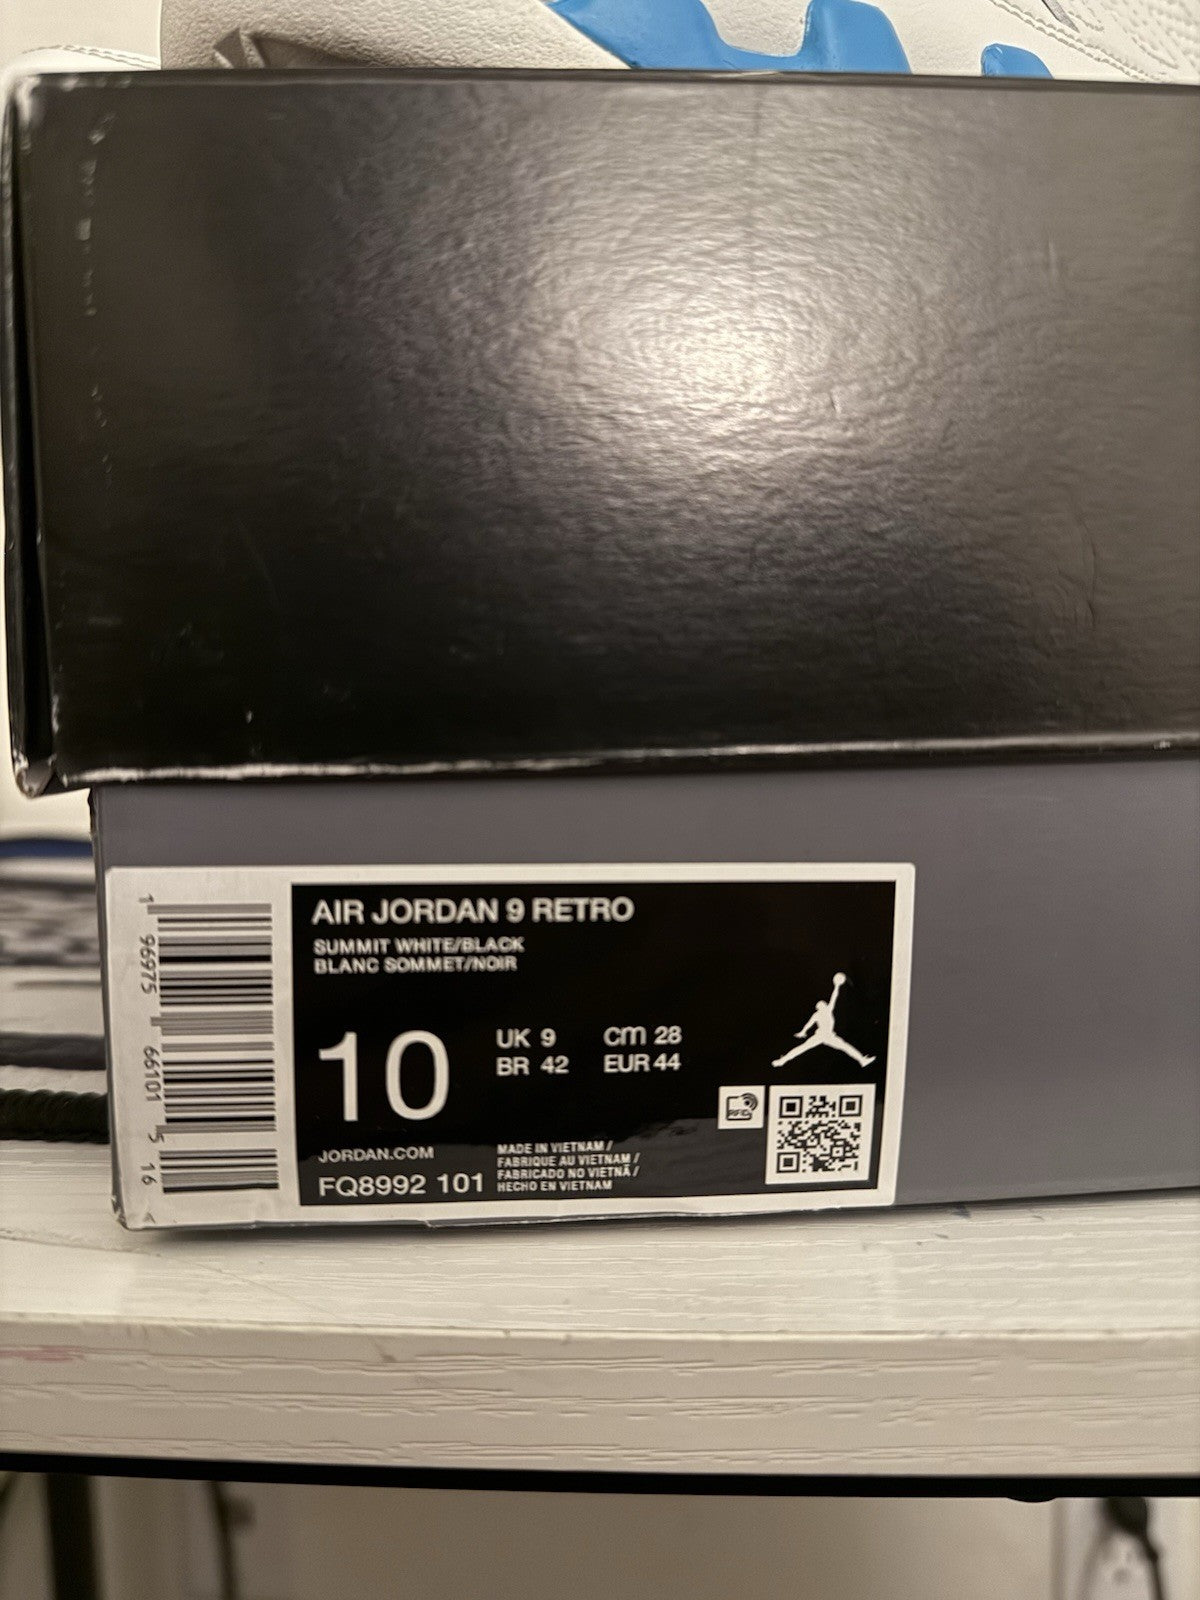 AIR JORDAN 9 RETRO
SUMMIT WHITE/BLACK
BLANC SOMMET/NOIR
10
UK 9 CM 28
BR 42 EUR 44
JORDAN.COM
FQ8992 101
MADE IN VIETNAM /
FABRIQUE AU VIETNAM /
FABRICADO NO VIETNÃ /
HECHO EN VIETNAM
RFID
1 96975 66101 5 16